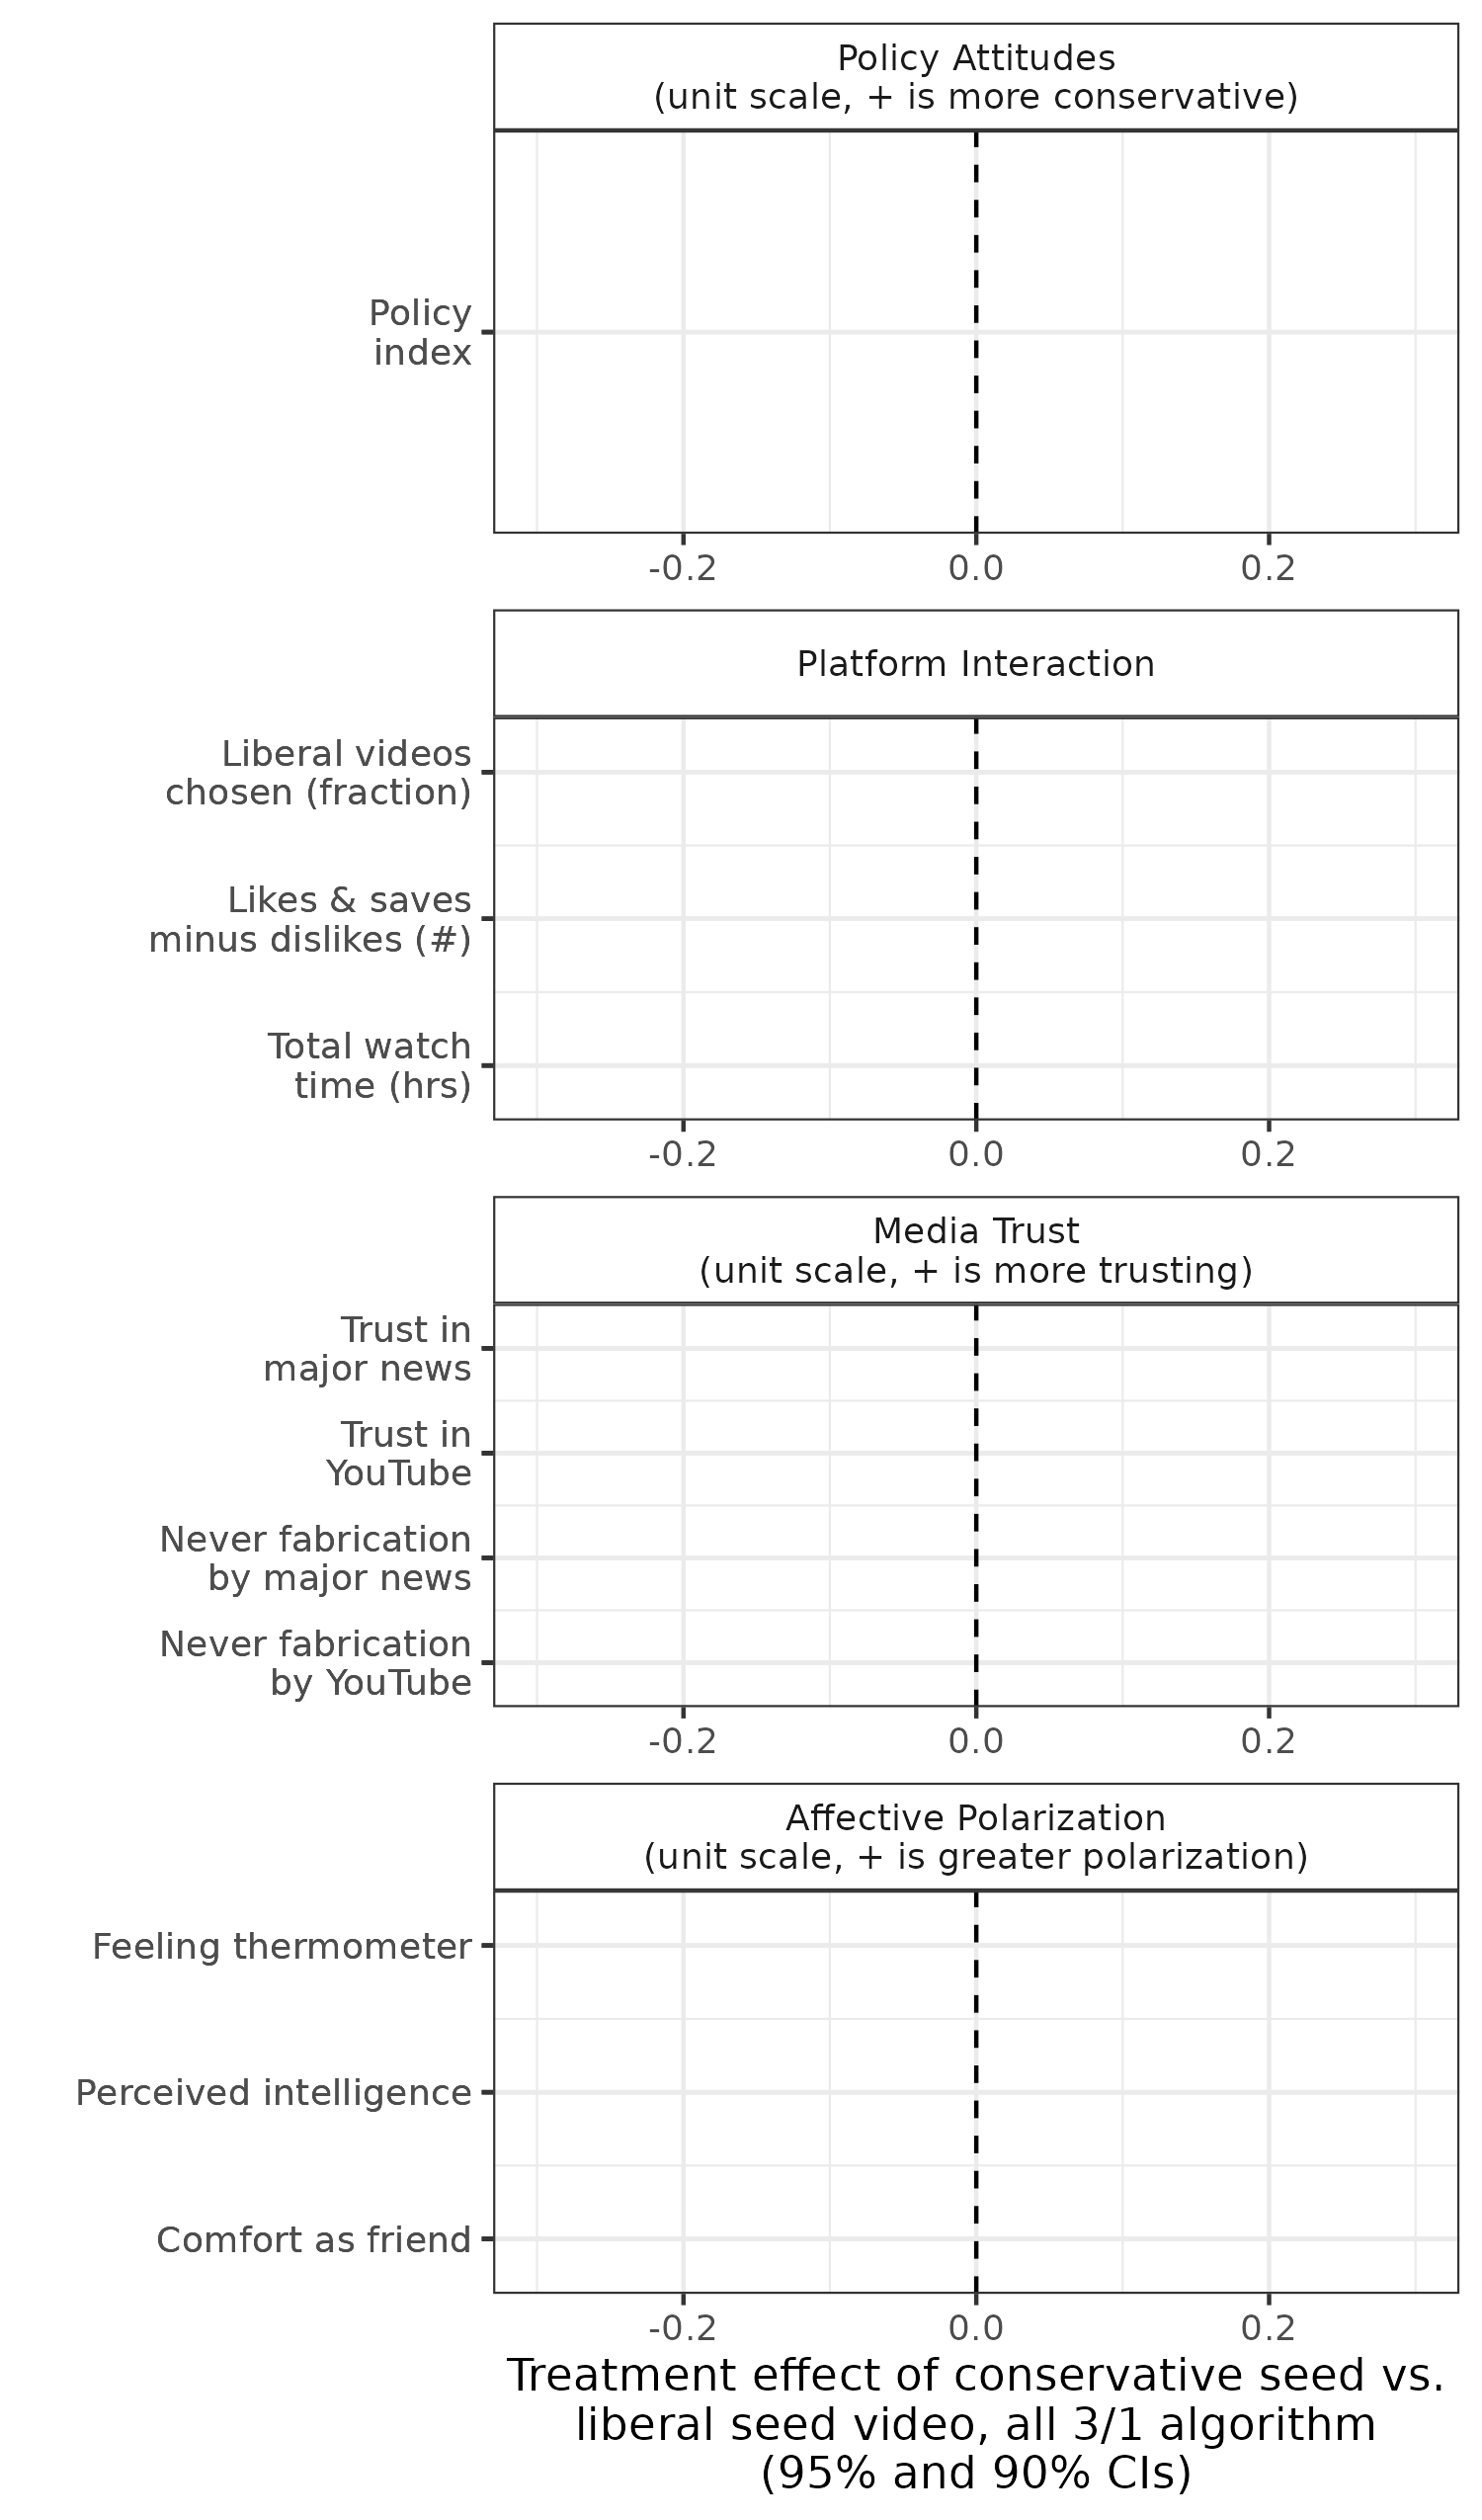 Policy Attitudes
(unit scale, + is more conservative)
Policy
index
-0.2 0.0 0.2
Platform Interaction
Liberal videos
chosen (fraction)
Likes & saves
minus dislikes (#)
Total watch
time (hrs)
-0.2 0.0 0.2
Media Trust
(unit scale, + is more trusting)
Trust in
major news
Trust in
YouTube
Never fabrication
by major news
Never fabrication
by YouTube
-0.2 0.0 0.2
Affective Polarization
(unit scale, + is greater polarization)
Feeling thermometer
Perceived intelligence
Comfort as friend
-0.2 0.0 0.2
Treatment effect of conservative seed vs.
liberal seed video, all 3/1 algorithm
(95% and 90% CIs)